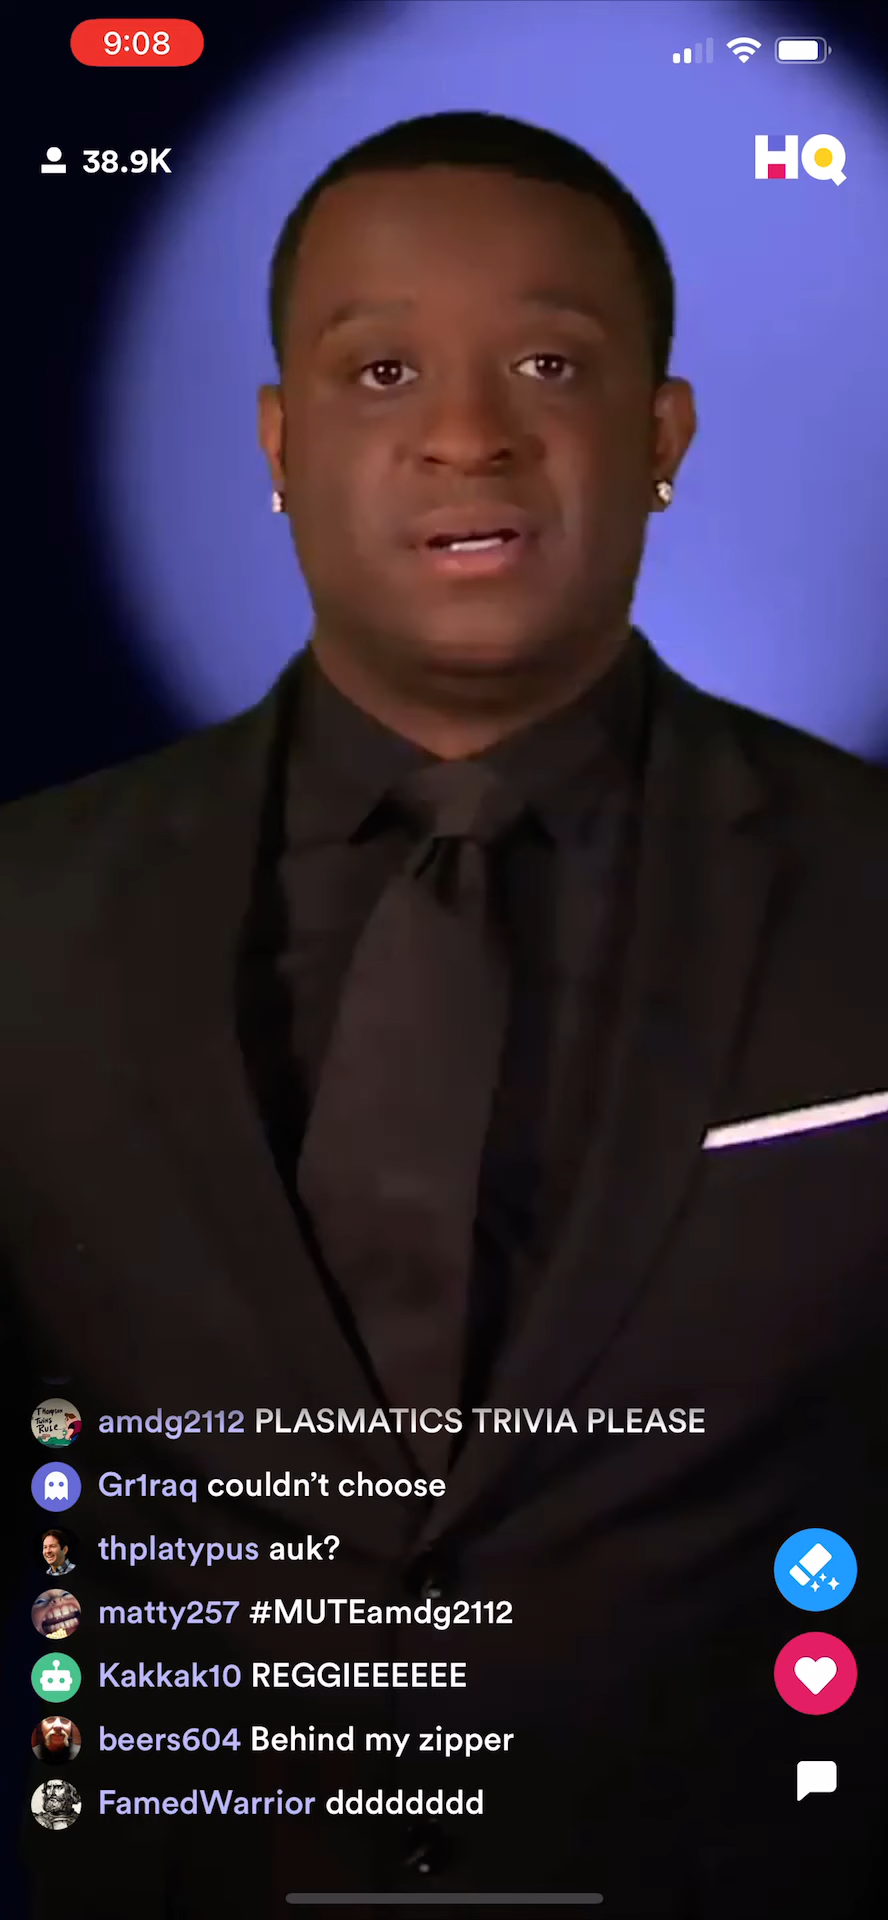 9:08
38.9K
HQ
amdg2112 PLASMATICS TRIVIA PLEASE
Gr1raq couldn't choose
thplatypus auk?
matty257 #MUTEamdg2112
Kakkak10 REGGIEEEEEE
beers604 Behind my zipper
FamedWarrior dddddddd